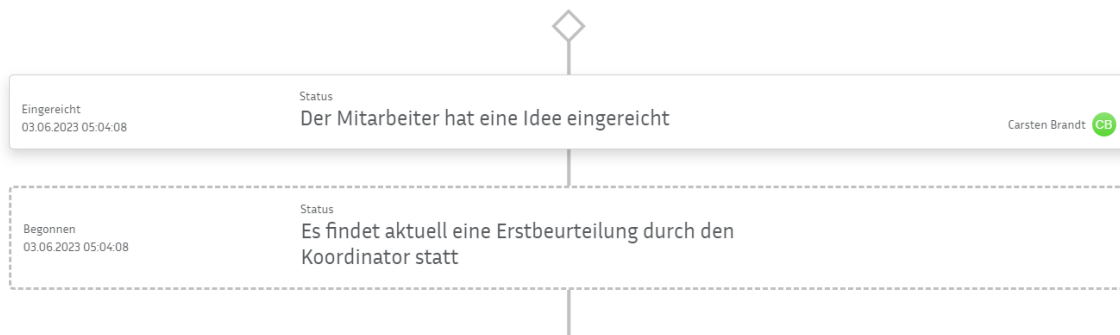 Status
Eingereicht
Der Mitarbeiter hat eine Idee eingereicht
03.06.2023 05:04:08
Carsten Brandt CB
Status
Begonnen
Es findet aktuell eine Erstbeurteilung durch den
03.06.2023 05:04:08
Koordinator statt